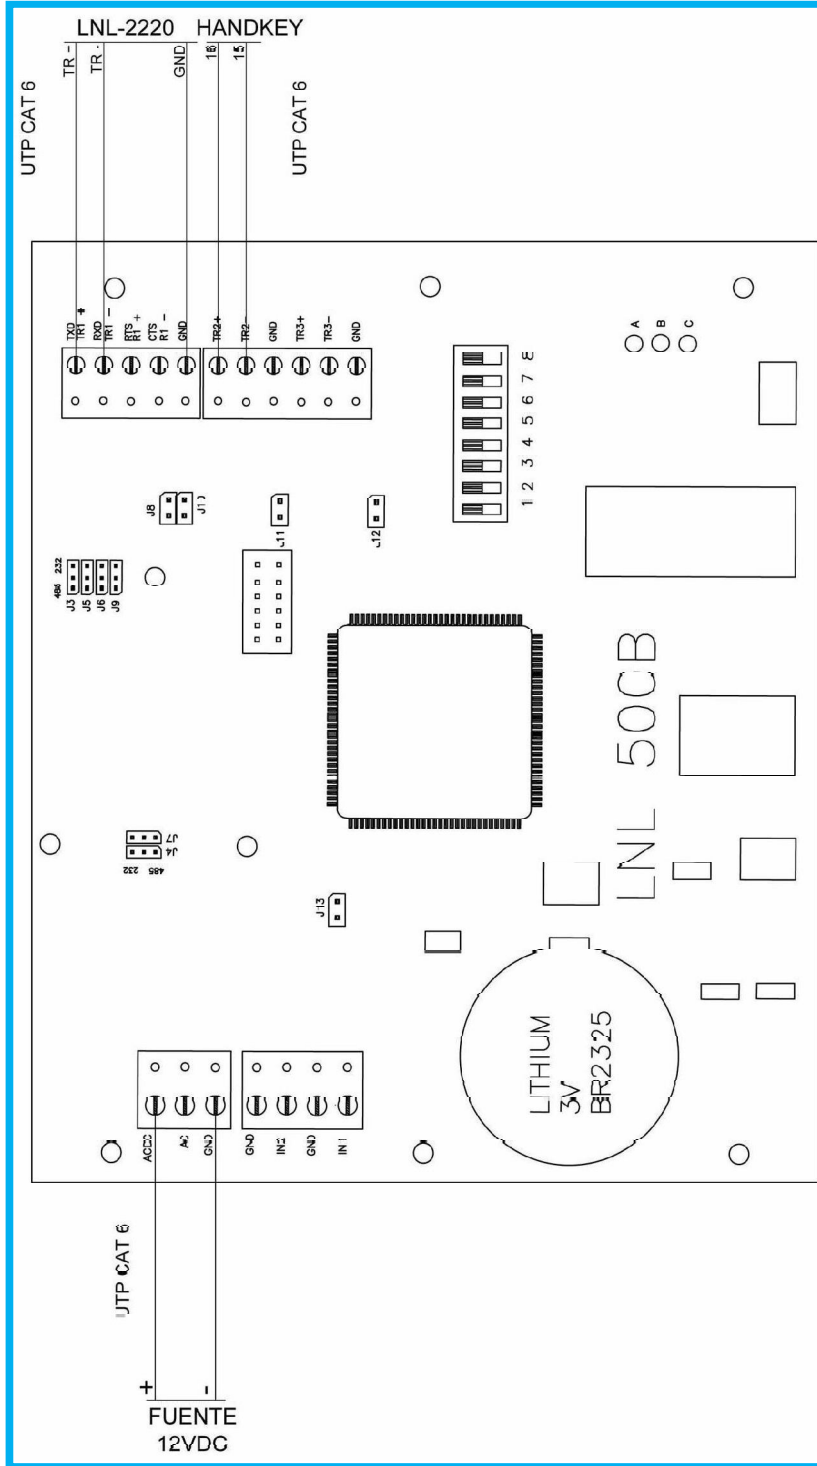 LNL-2220 HANDKEY
TR -
TR .
GND
16
15
UTP CAT 6
UTP CAT 6
TXD
TR1 +
RXD
TR1 -
RTS
R1 +
CTS
R1 -
GND
TR2+
TR2-
GND
TR3+
TR3-
GND
A
B
C
1 2 3 4 5 6 7 8
J8
J10
J11
J12
232
J3
J5
J6
J9
LNL 50CB
J7
J4
232
485
J13
LITHIUM
3V
BR2325
AC
GND
GND
IN2
GND
IN1
UTP CAT 6
+
-
FUENTE
12VDC